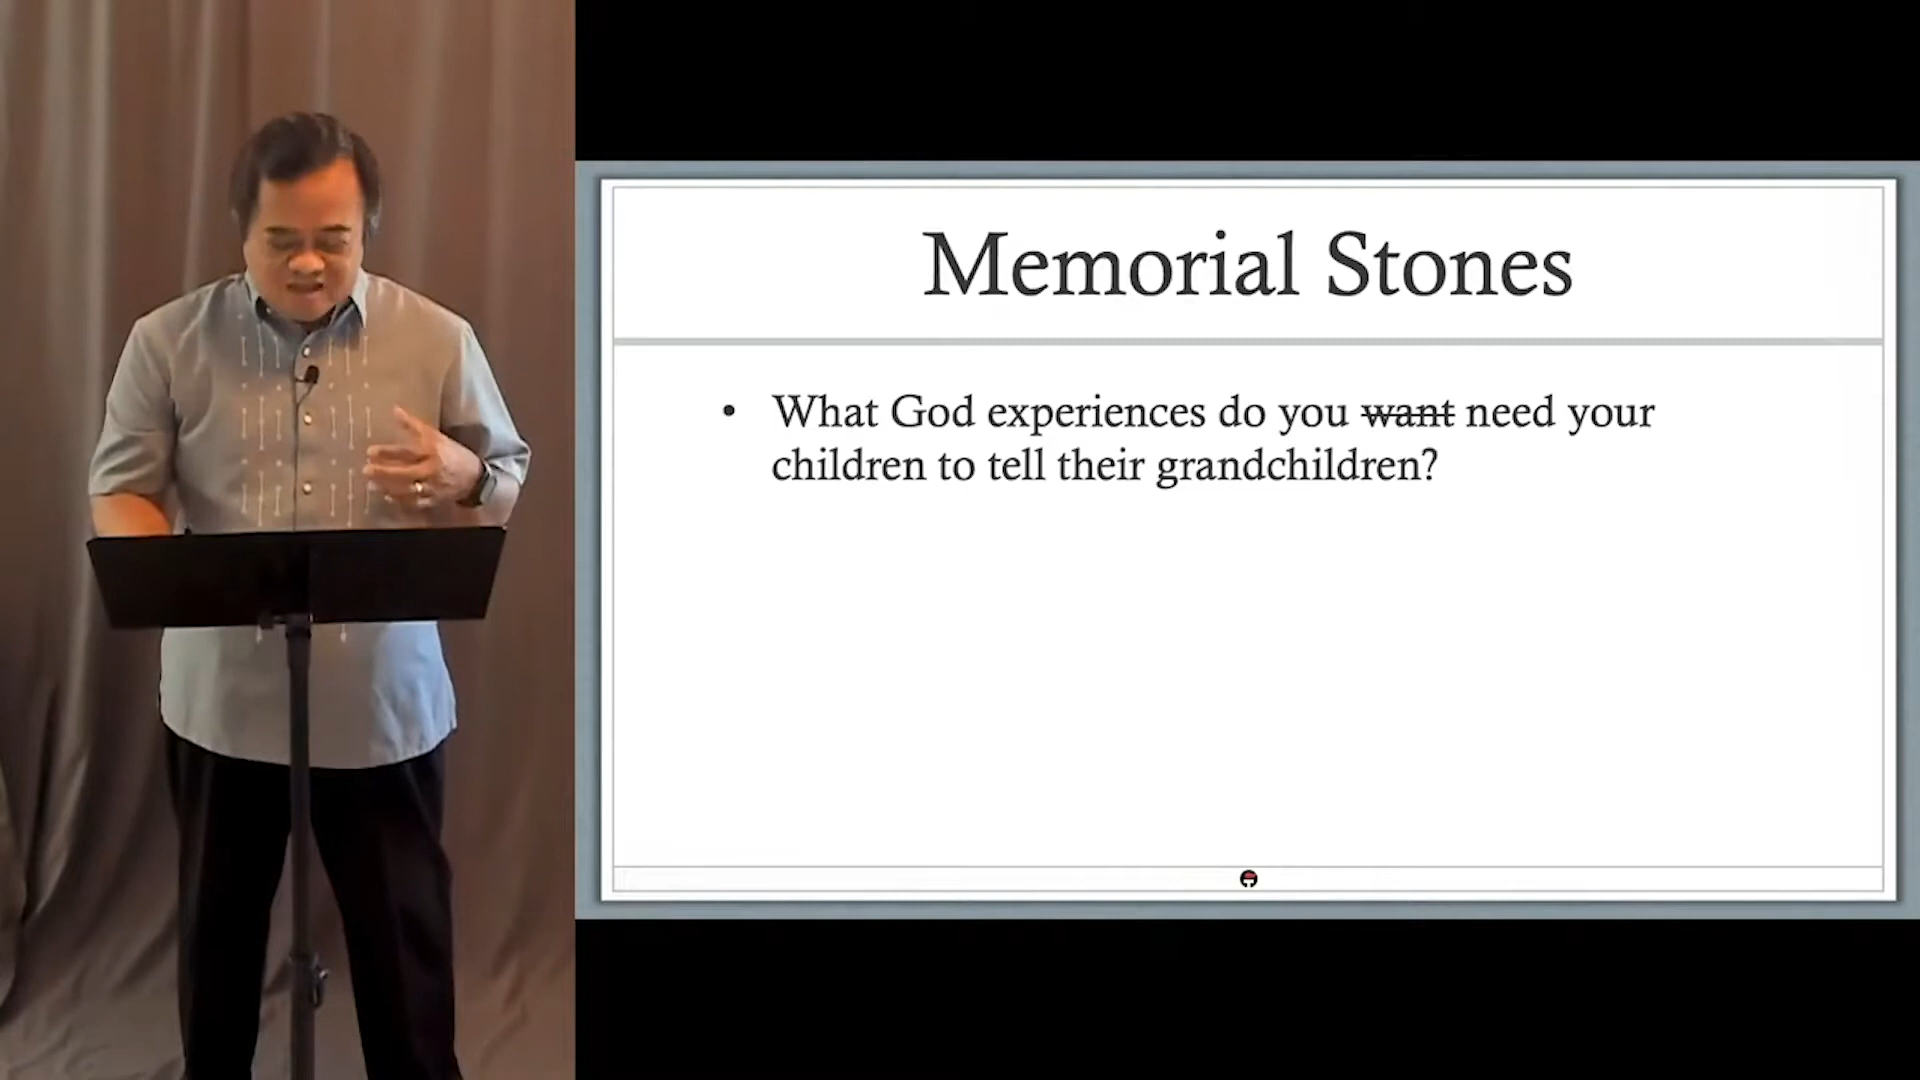 Memorial Stones
• What God experiences do you want need your
children to tell their grandchildren?